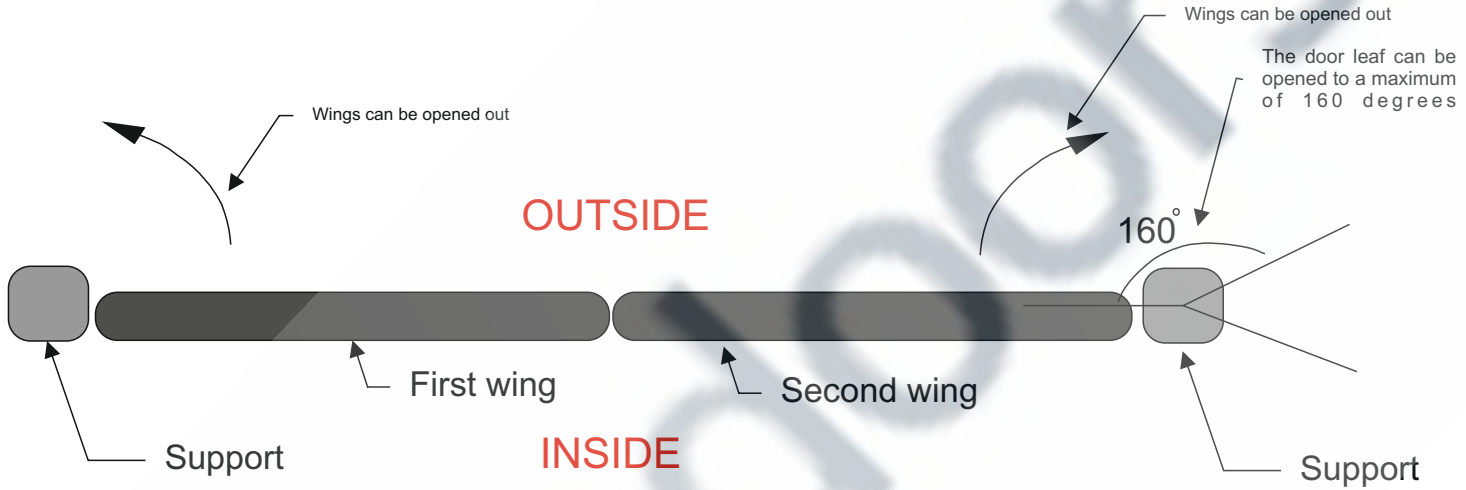 Wings can be opened out
The door leaf can be
opened to a maximum
of 160 degrees
Wings can be opened out
OUTSIDE
160°
First wing
Second wing
Support
INSIDE
Support
door